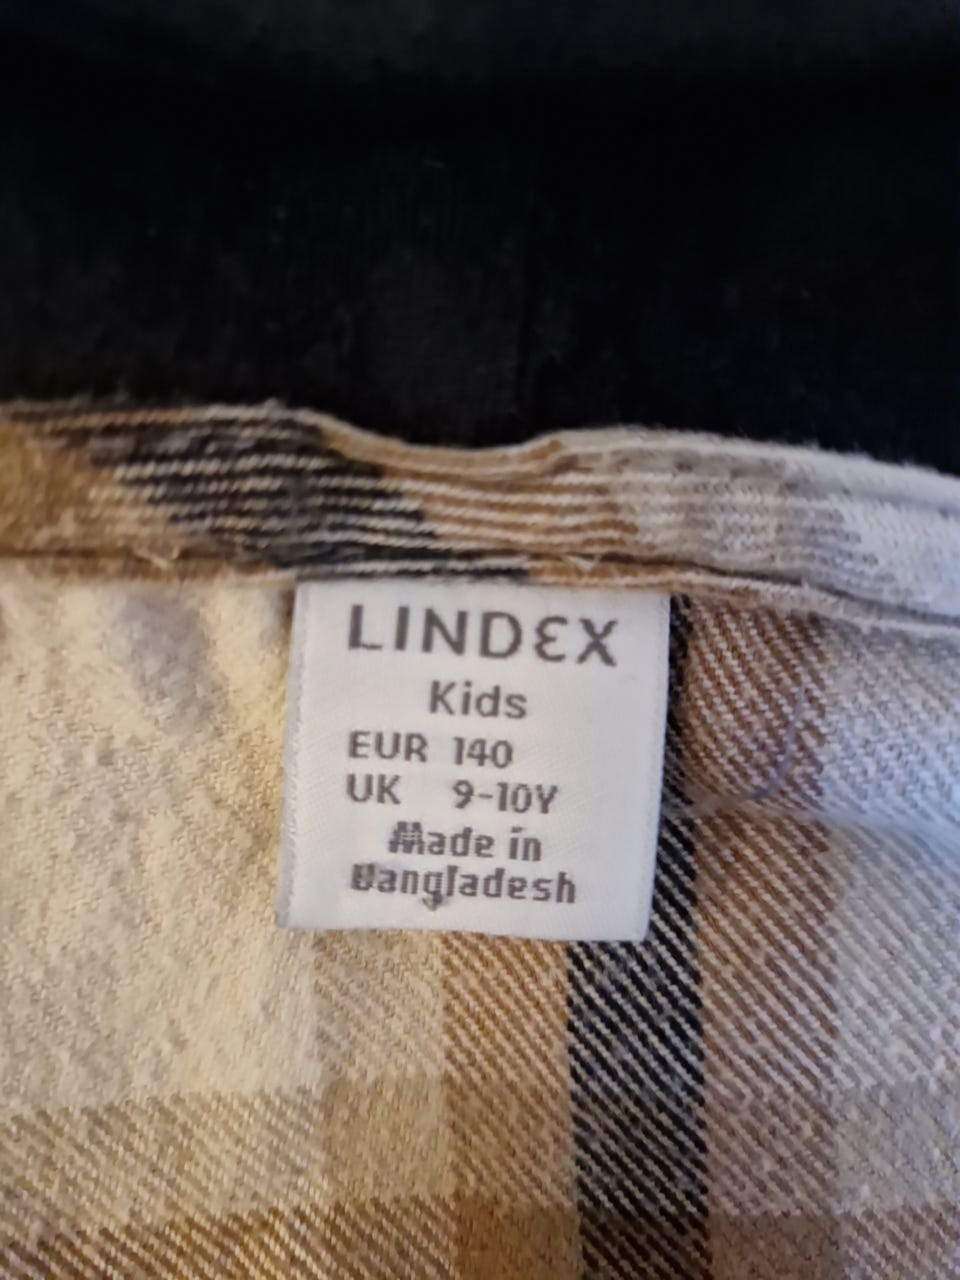 LINDEX
Kids
EUR 140
UK 9-10Y
Made in
Bangladesh